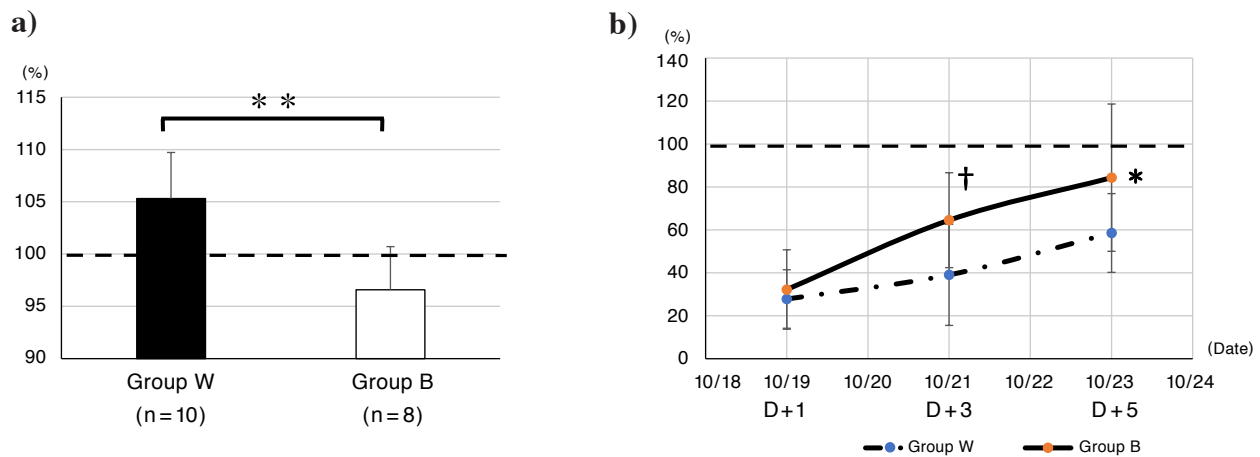 a)
(%)
115
110
105
100
95
90
* *
Group W
Group B
(n=10)
(n=8)
b)
(%)
140
120
100
80
60
40
20
0
†
*
(Date)
10/18 10/19 10/20 10/21 10/22 10/23 10/24
D+1 D+3 D+5
Group W Group B